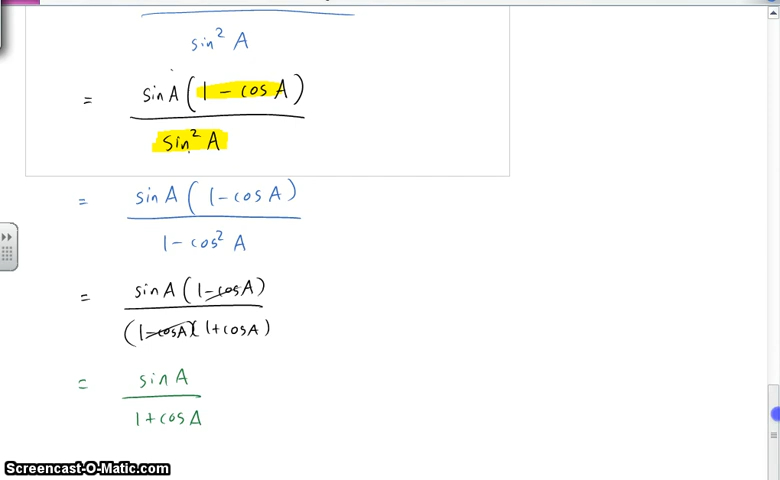 sin² A
= sin A ( 1 - cos A )
sin² A
= sin A ( 1 - cos A )
1 - cos² A
= sin A ( 1 - cos A )
( 1 - cos A )( 1 + cos A )
= sin A
1 + cos A
Screencast-O-Matic.com